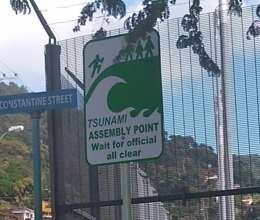 CONSTANTINE STREET
TSUNAMI
ASSEMBLY POINT
Wait for official
all clear